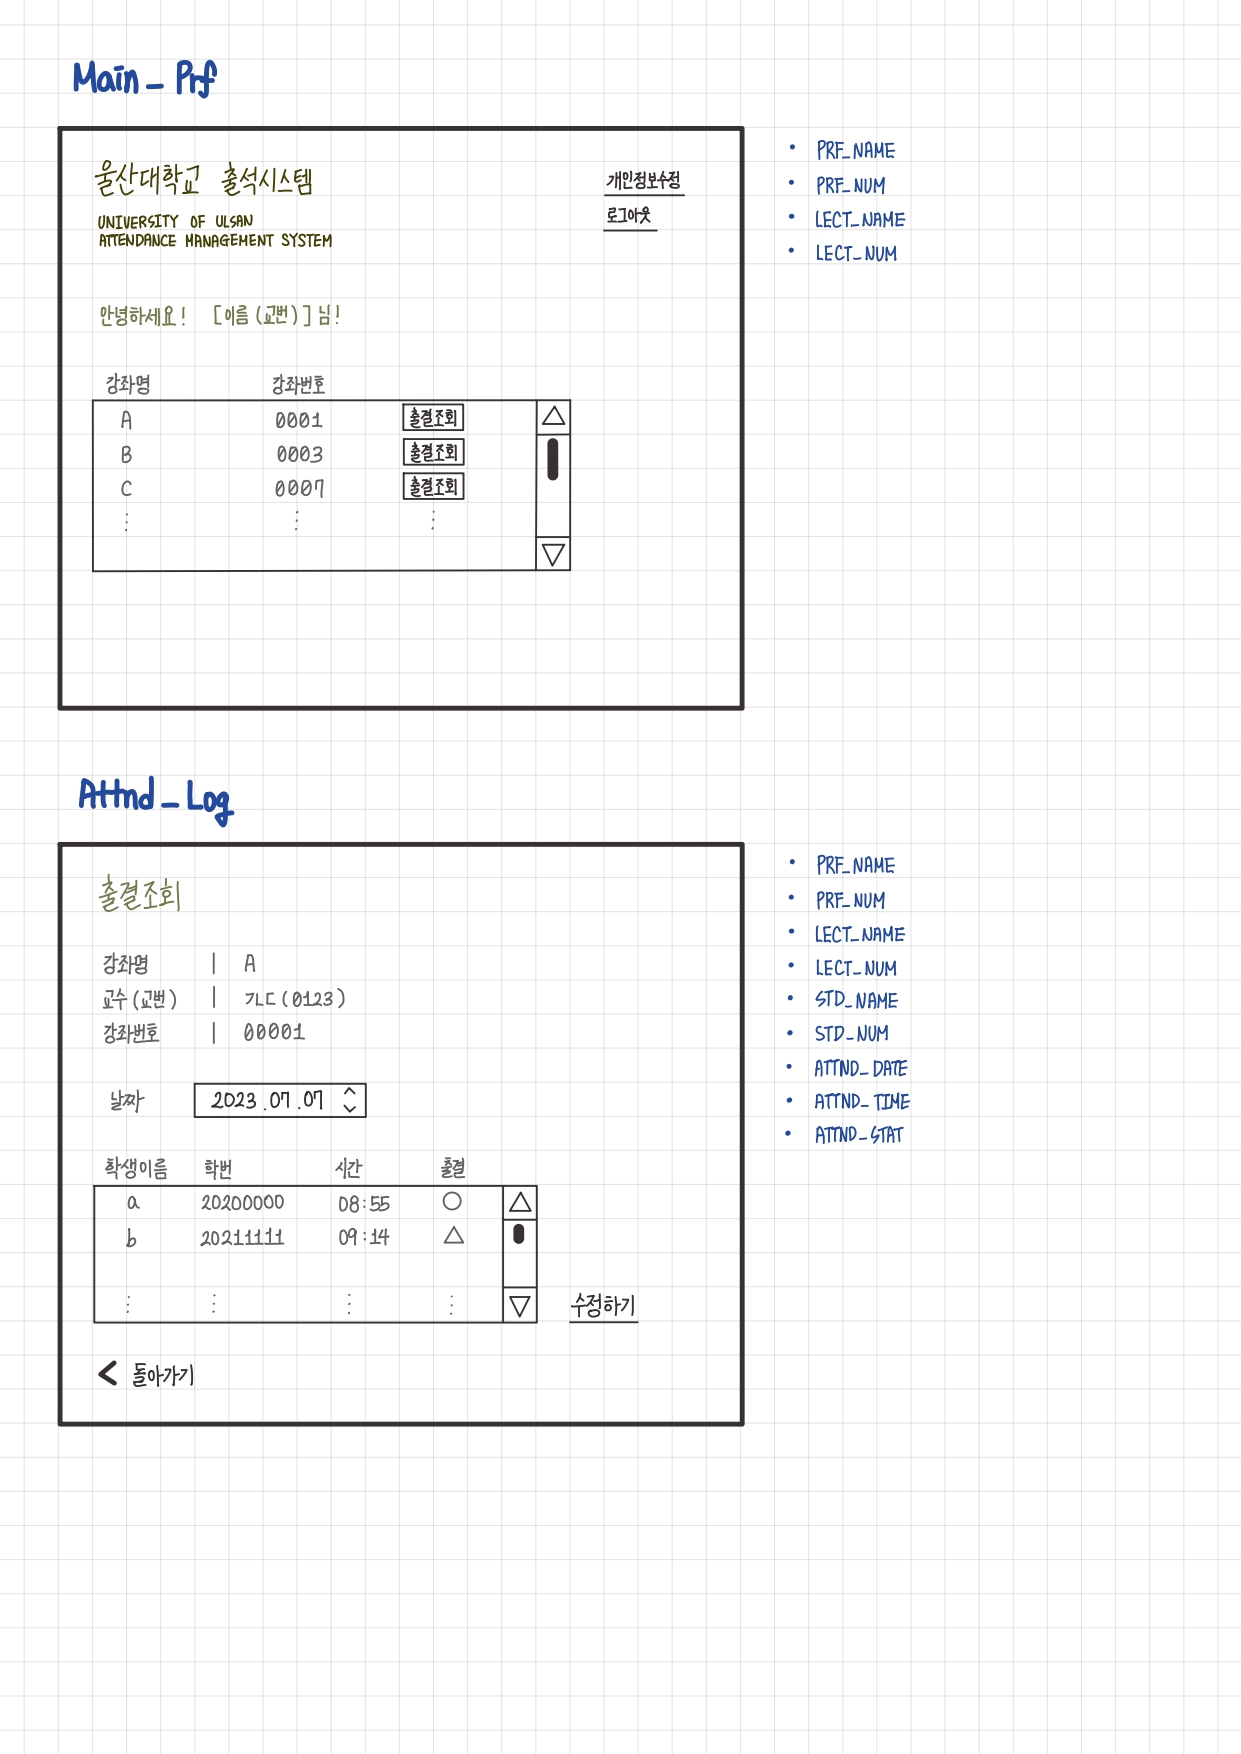 Main_Prf
울산대학교 출석시스템
UNIVERSITY OF ULSAN
ATTENDANCE MANAGEMENT SYSTEM
개인정보수정
로그아웃
안녕하세요! [이름 (교번)] 님!
강좌명 강좌번호
A 0001 출결조회
B 0003 출결조회
C 0007 출결조회
⋮ ⋮ ⋮
• PRF_NAME
• PRF_NUM
• LECT_NAME
• LECT_NUM
Attnd_Log
출결조회
강좌명 | A
교수 (교번) | ㄱㄴㄷ (0123)
강좌번호 | 00001
날짜 2023.07.07
학생이름 학번 시간 출결
a 20200000 08:55 ○
b 20211111 09:14 △
⋮ ⋮ ⋮ ⋮
수정하기
< 돌아가기
• PRF_NAME
• PRF_NUM
• LECT_NAME
• LECT_NUM
• STD_NAME
• STD_NUM
• ATTND_DATE
• ATTND_TIME
• ATTND_STAT